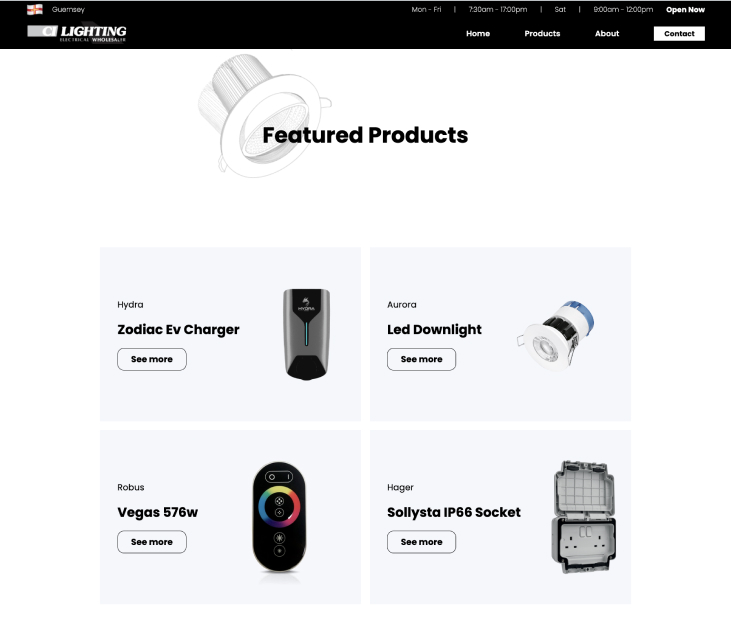 Guernsey
Mon - Fri | 7:30am - 17:00pm | Sat | 9:00am - 12:00pm Open Now
CI LIGHTING
ELECTRICAL WHOLESALER
Home Products About Contact
Featured Products
Hydra
Zodiac Ev Charger
See more
HYDRA
Aurora
Led Downlight
See more
Robus
Vegas 576w
See more
Hager
Sollysta IP66 Socket
See more